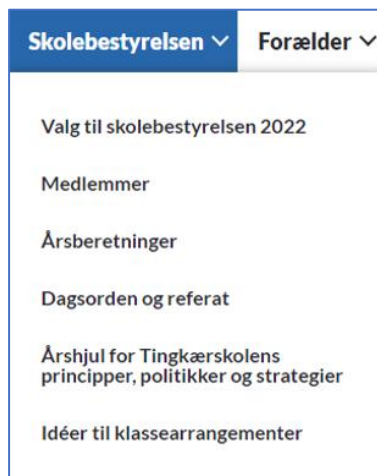 Skolebestyrelsen Forælder
Valg til skolebestyrelsen 2022
Medlemmer
Årsberetninger
Dagsorden og referat
Årshjul for Tingkærskolens
principper, politikker og strategier
Idéer til klassearrangementer